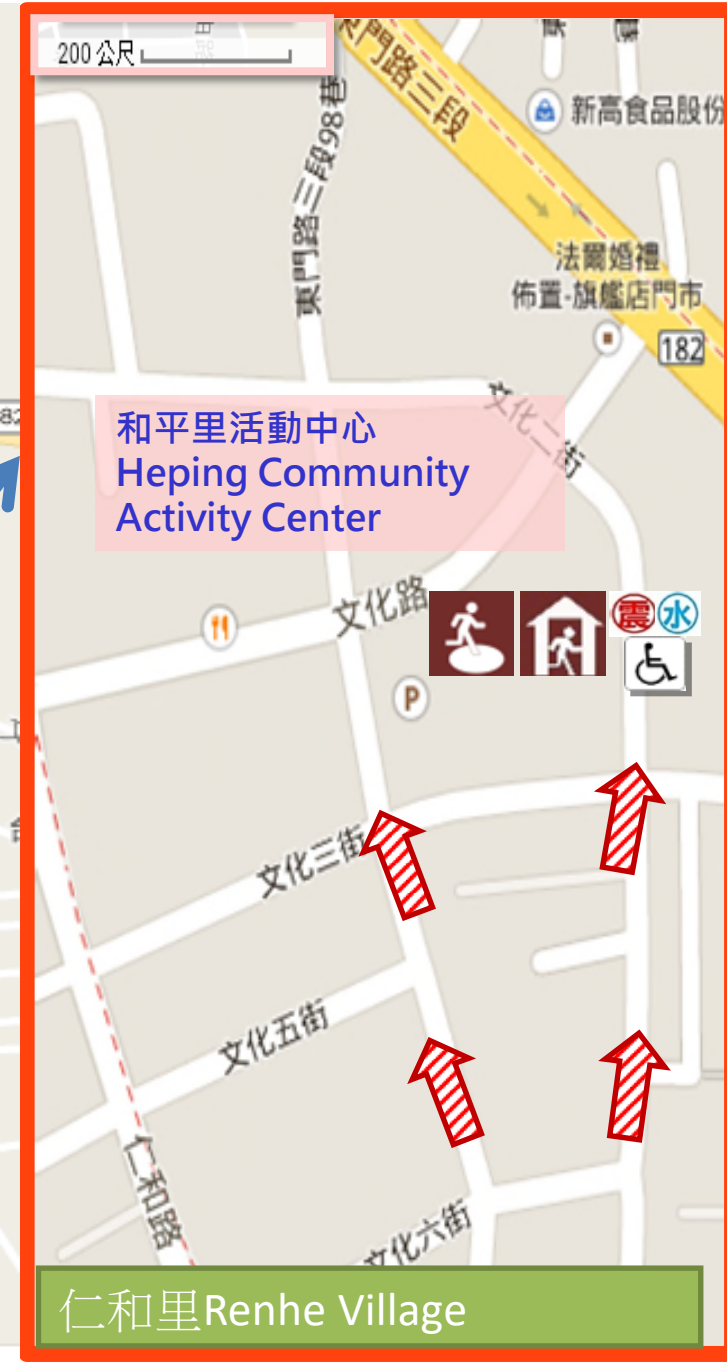 200 公尺
東門路三段
新高食品股份
東門路三段98巷
法爾婚禮
佈置-旗艦店門市
182
文化二街
和平里活動中心
Heping Community
Activity Center
文化路
震 水
P
文化三街
文化五街
仁和路
文化六街
仁和里Renhe Village